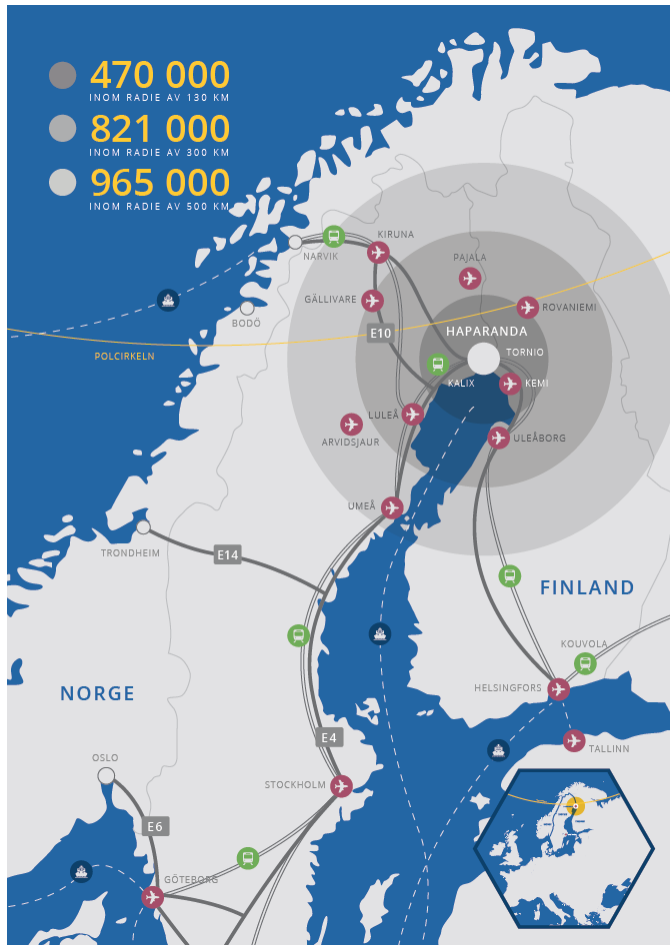 470 000
INOM RADIE AV 130 KM
821 000
INOM RADIE AV 300 KM
965 000
INOM RADIE AV 500 KM
KIRUNA
NARVIK
PAJALA
GÄLLIVARE
ROVANIEMI
BODÖ
E10
HAPARANDA
TORNIO
POLCIRKELN
KALIX
KEMI
LULEÅ
ARVIDSJAUR
ULEÅBORG
UMEÅ
TRONDHEIM
E14
FINLAND
KOUVOLA
NORGE
HELSINGFORS
E4
TALLINN
OSLO
STOCKHOLM
E6
GÖTEBORG